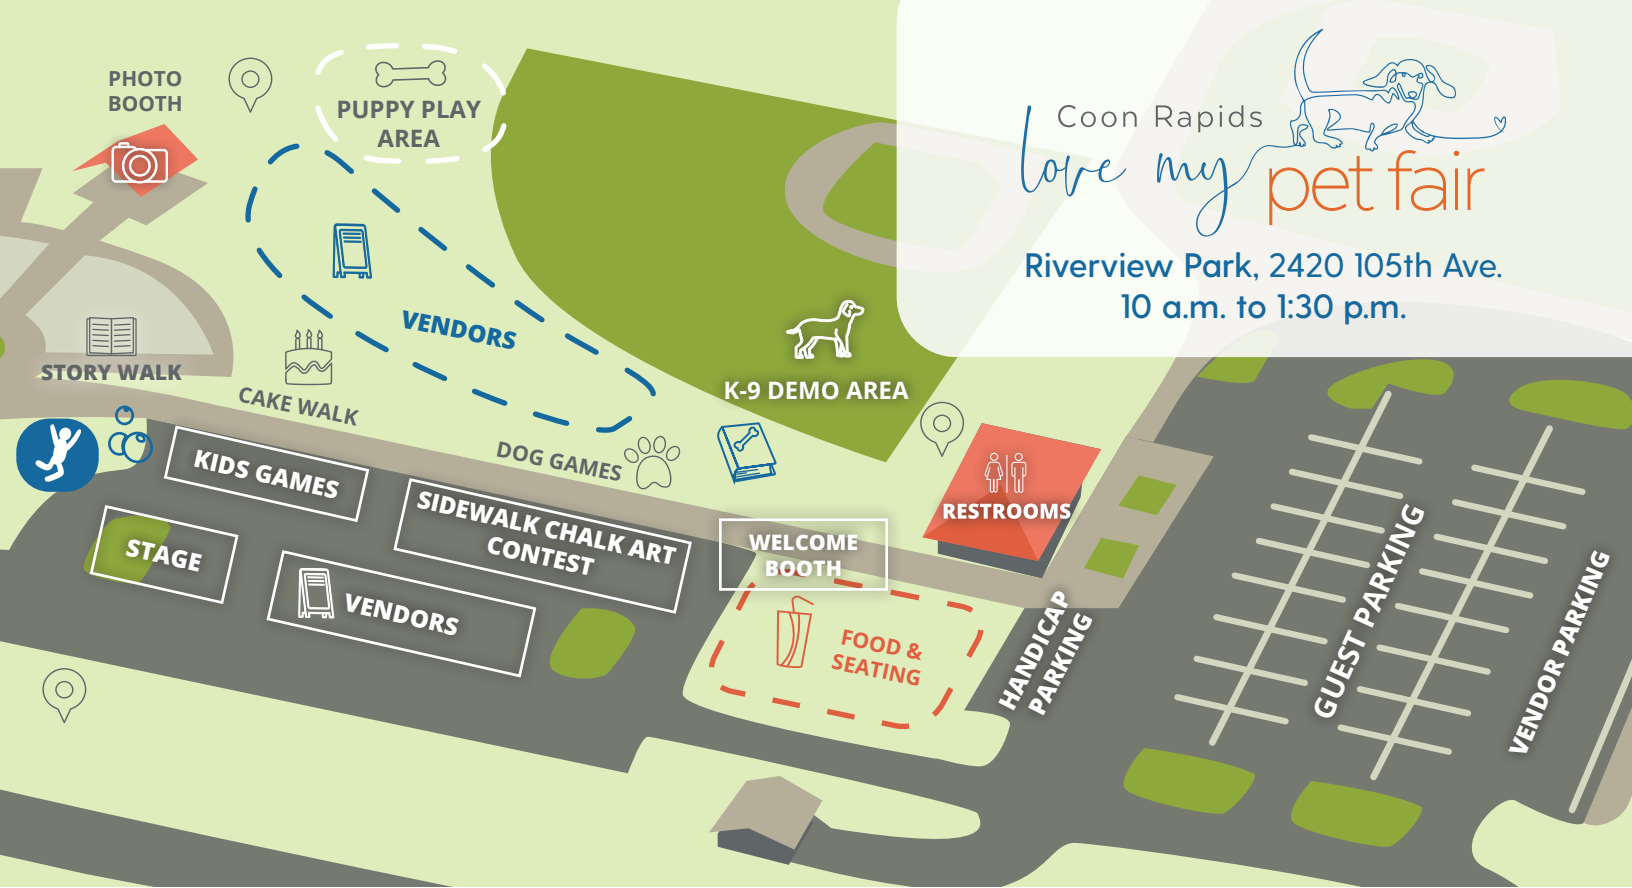 Coon Rapids
love my
pet fair
Riverview Park, 2420 105th Ave.
10 a.m. to 1:30 p.m.
PHOTO
BOOTH
PUPPY PLAY
AREA
VENDORS
STORY WALK
CAKE WALK
K-9 DEMO AREA
DOG GAMES
KIDS GAMES
SIDEWALK CHALK ART
CONTEST
STAGE
VENDORS
WELCOME
BOOTH
RESTROOMS
FOOD &
SEATING
HANDICAP
PARKING
GUEST PARKING
VENDOR PARKING